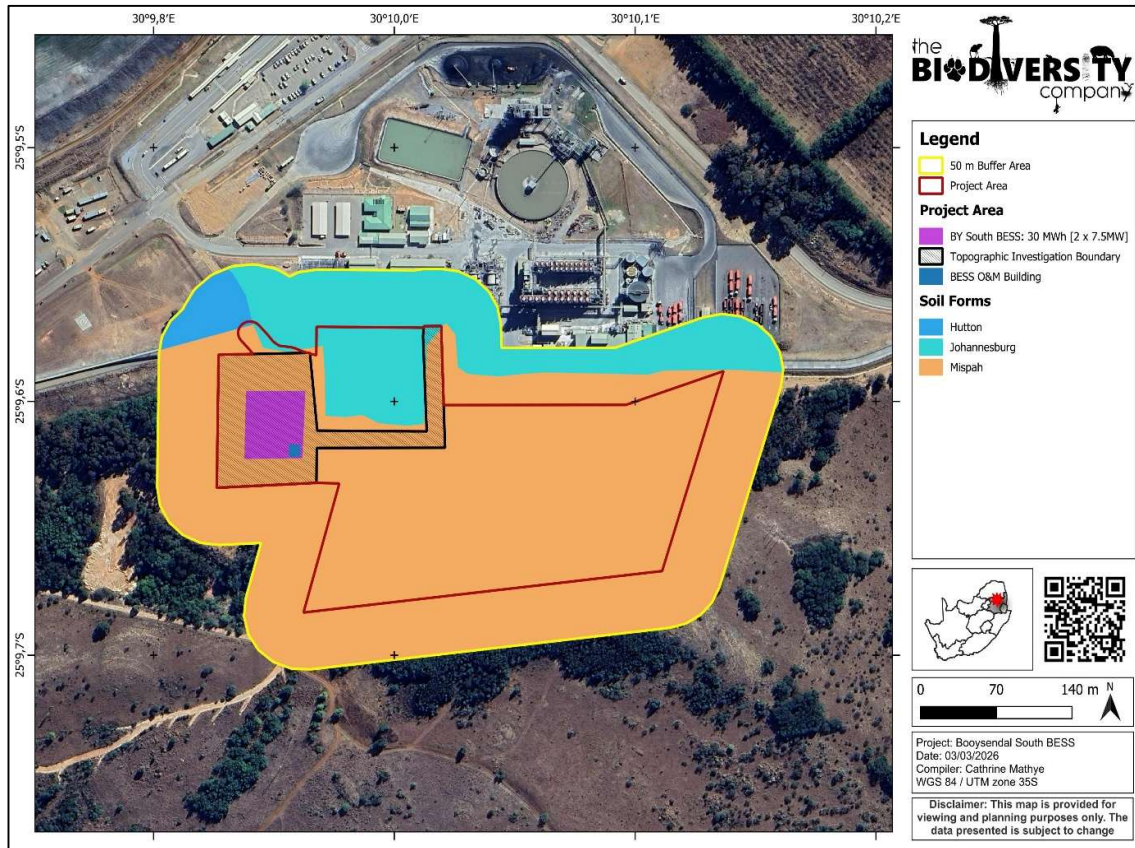 30°9,8'E 30°10,0'E 30°10,1'E 30°10,2'E
25°9,5'S
25°9,6'S
25°9,7'S
the
BIODIVERSITY
company
Legend
50 m Buffer Area
Project Area
Project Area
BY South BESS: 30 MWh [2 x 7.5MW]
Topographic Investigation Boundary
BESS O&M Building
Soil Forms
Hutton
Johannesburg
Mispah
0 70 140 m N
Project: Booysendal South BESS
Date: 03/03/2026
Compiler: Cathrine Mathye
WGS 84 / UTM zone 35S
Disclaimer: This map is provided for
viewing and planning purposes only. The
data presented is subject to change